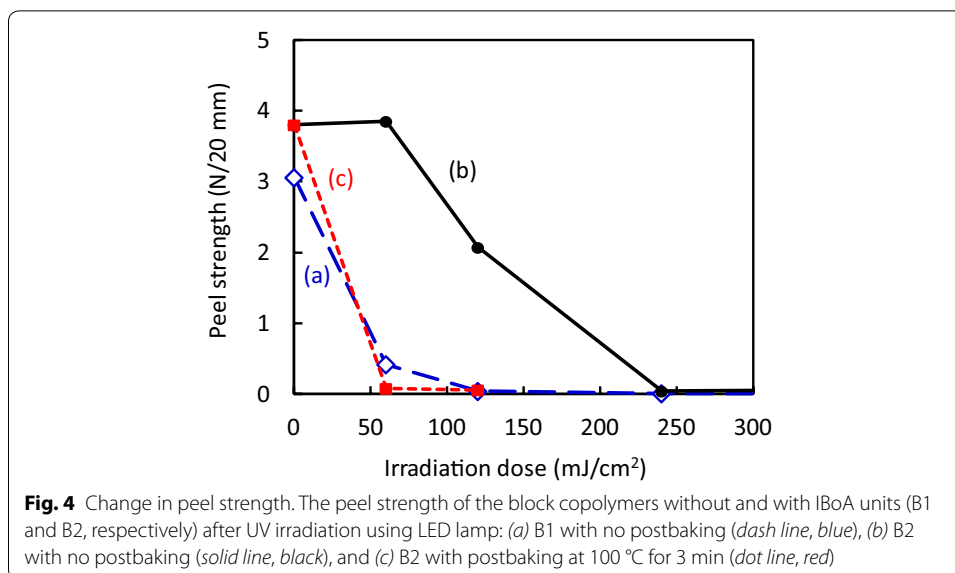 5
4
3
2
1
0
Peel strength (N/20 mm)
(a)
(b)
(c)
0 50 100 150 200 250 300
Irradiation dose (mJ/cm²)
Fig. 4 Change in peel strength. The peel strength of the block copolymers without and with IBoA units (B1
and B2, respectively) after UV irradiation using LED lamp: (a) B1 with no postbaking (dash line, blue), (b) B2
with no postbaking (solid line, black), and (c) B2 with postbaking at 100 °C for 3 min (dot line, red)